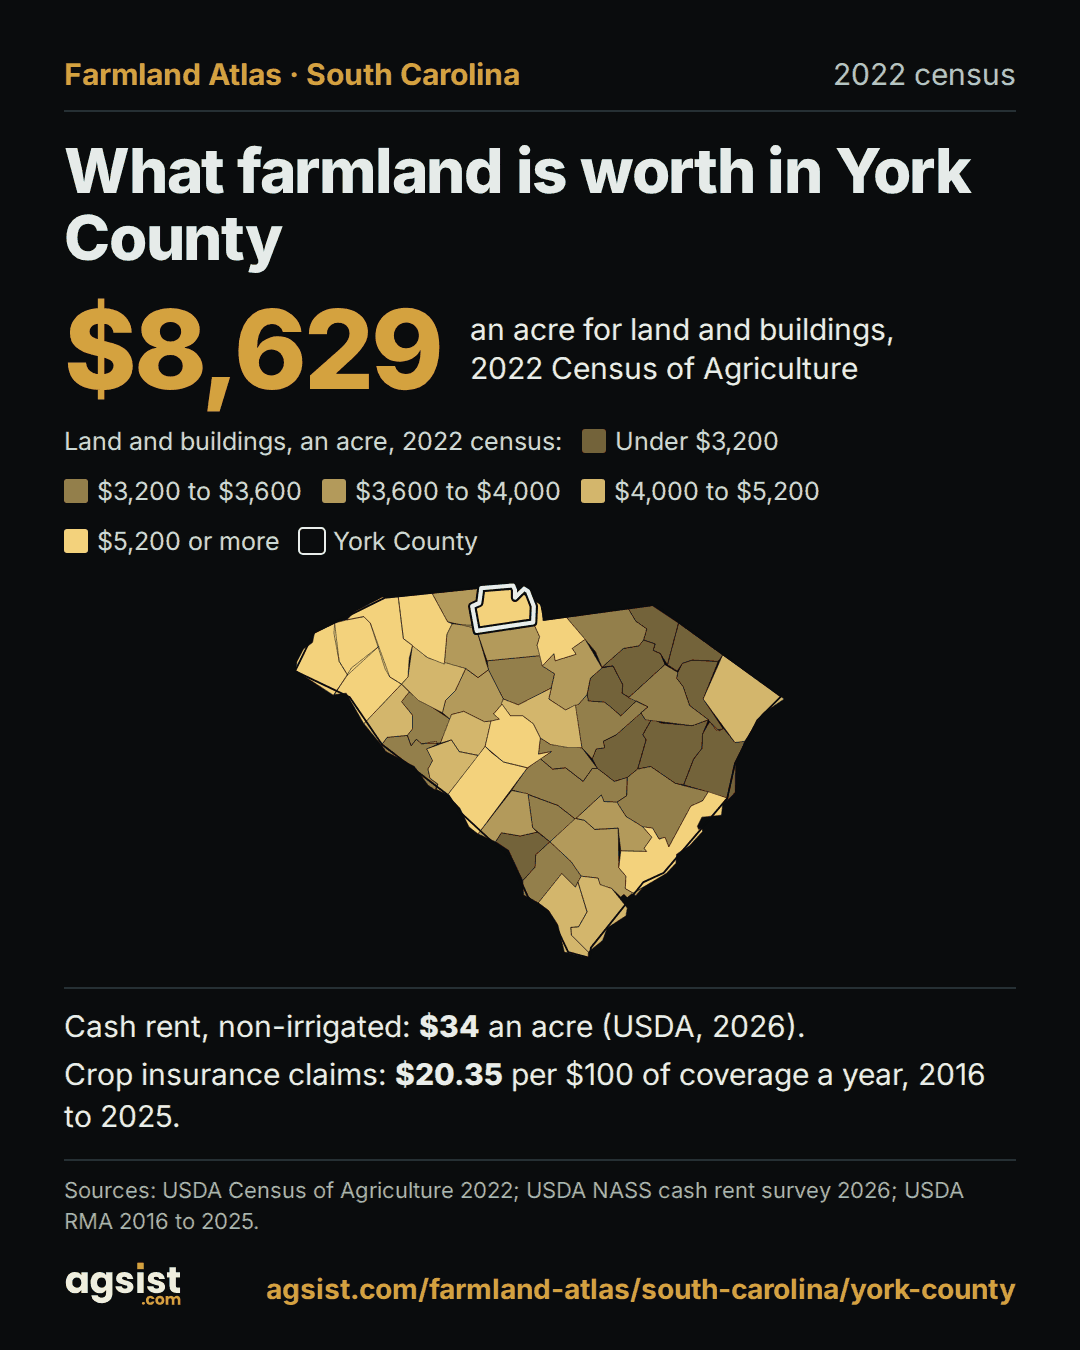 Farmland Atlas · South Carolina
2022 census
What farmland is worth in York
County
$8,629
an acre for land and buildings,
2022 Census of Agriculture
Land and buildings, an acre, 2022 census:
Under $3,200
$3,200 to $3,600
$3,600 to $4,000
$4,000 to $5,200
$5,200 or more
York County
Cash rent, non-irrigated: $34 an acre (USDA, 2026).
Crop insurance claims: $20.35 per $100 of coverage a year, 2016
to 2025.
Sources: USDA Census of Agriculture 2022; USDA NASS cash rent survey 2026; USDA
RMA 2016 to 2025.
agsist
.com
agsist.com/farmland-atlas/south-carolina/york-county